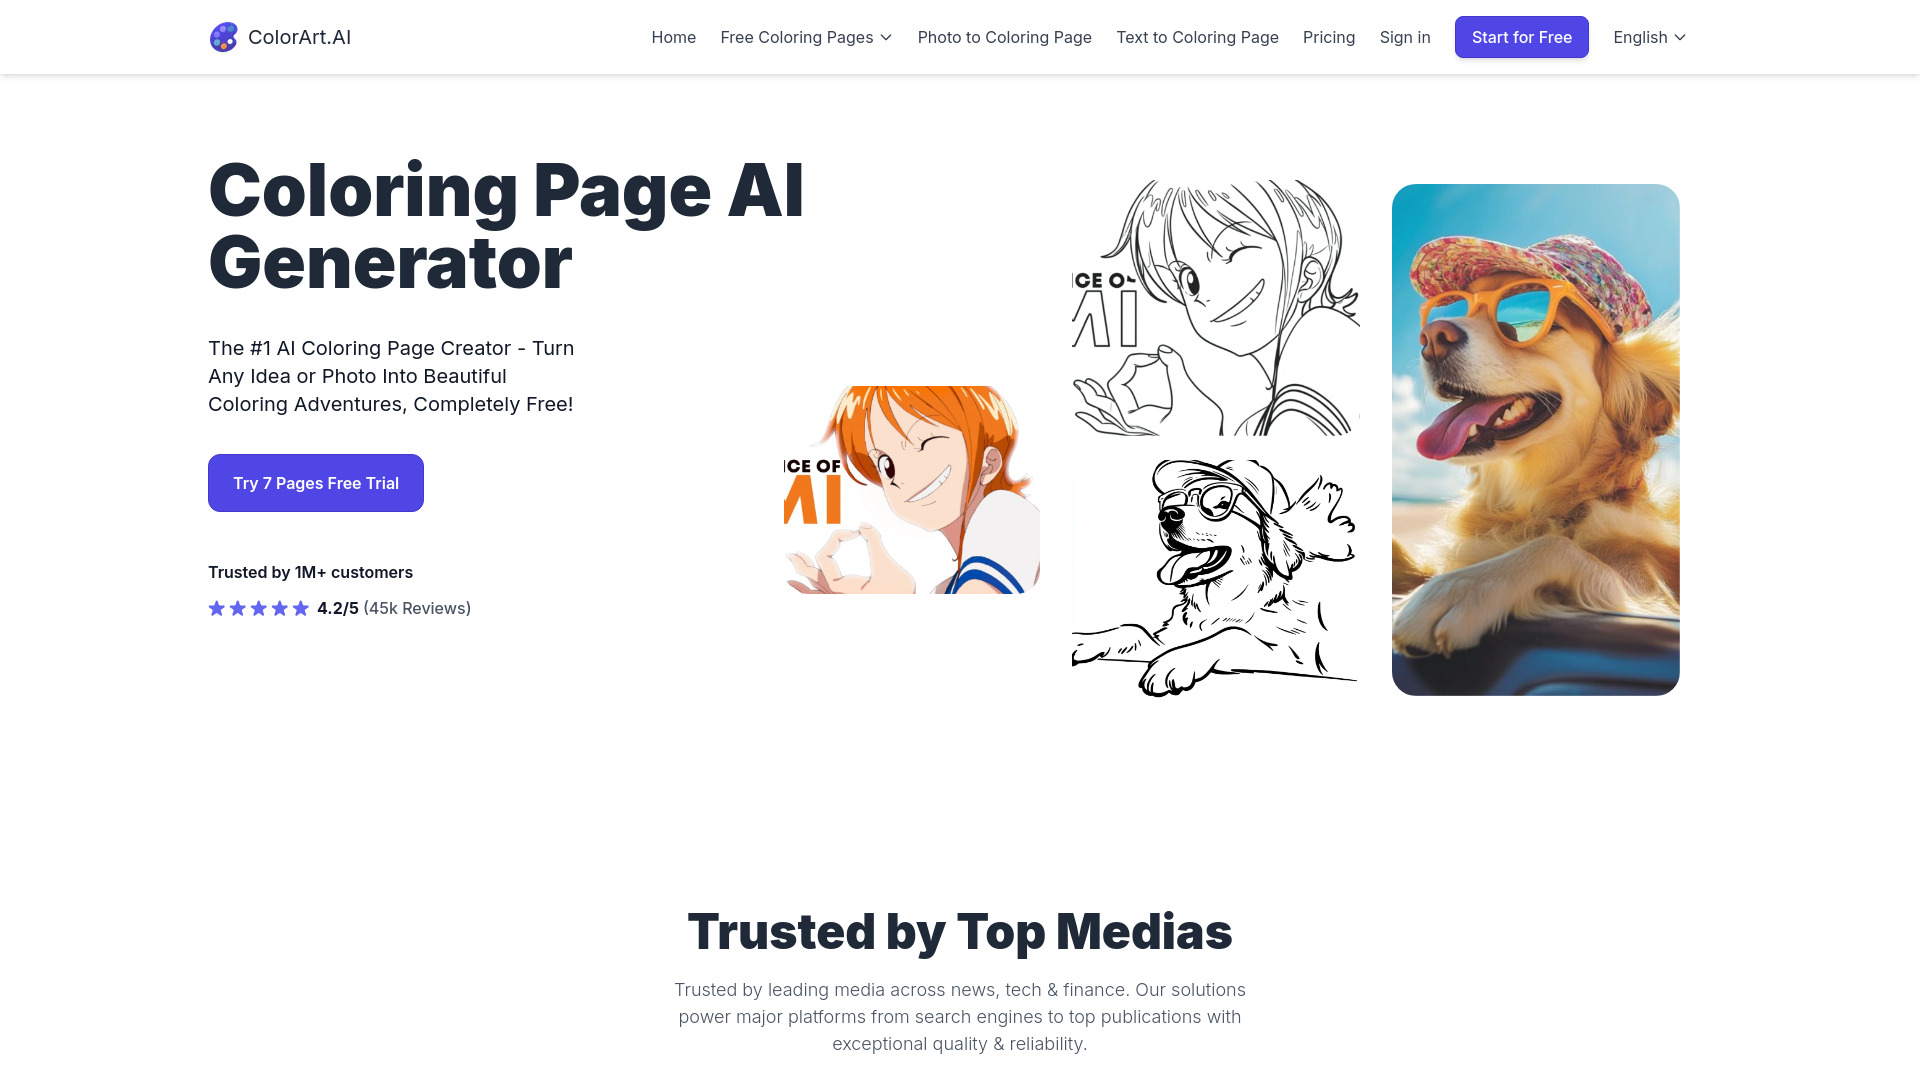 ColorArt.AI
Home
Free Coloring Pages
Photo to Coloring Page
Text to Coloring Page
Pricing
Sign in
Start for Free
English
Coloring Page AI
Generator
The #1 AI Coloring Page Creator - Turn
Any Idea or Photo Into Beautiful
Coloring Adventures, Completely Free!
Try 7 Pages Free Trial
Trusted by 1M+ customers
4.2/5 (45k Reviews)
ICE OF
MI
Trusted by Top Medias
Trusted by leading media across news, tech & finance. Our solutions
power major platforms from search engines to top publications with
exceptional quality & reliability.